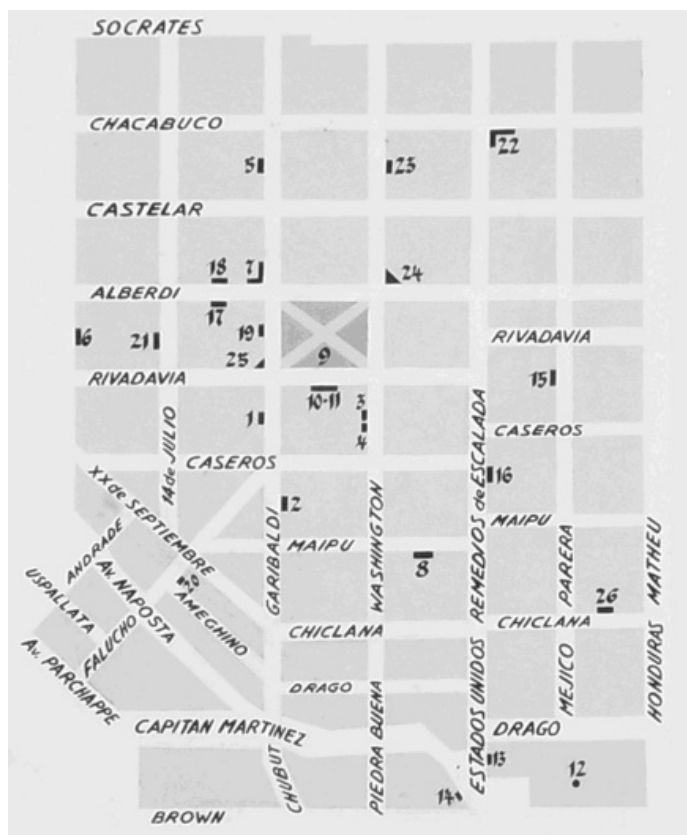 SOCRATES
CHACABUCO
22
5
23
CASTELAR
18
7
24
ALBERDI
17
6
21
19
RIVADAVIA
25
9
RIVADAVIA
15
10-11
3
1
4
14 de JULIO
CASEROS
CASEROS
REMEDIOS de ESCALADA
XX de SEPTIEMBRE
16
2
GARIBALDI
WASHINGTON
MAIPU
MAIPU
ANDRADE
8
PARERA
MATHEU
USPALLATA
Av. NAPOSTA
20
AMEGHINO
26
CHICLANA
CHICLANA
FALUCHO
Av. PARCHAPPE
DRAGO
ESTADOS UNIDOS
MEJICO
HONDURAS
CAPITAN MARTINEZ
PIEDRA BUENA
DRAGO
CHUBUT
13
12
14
BROWN